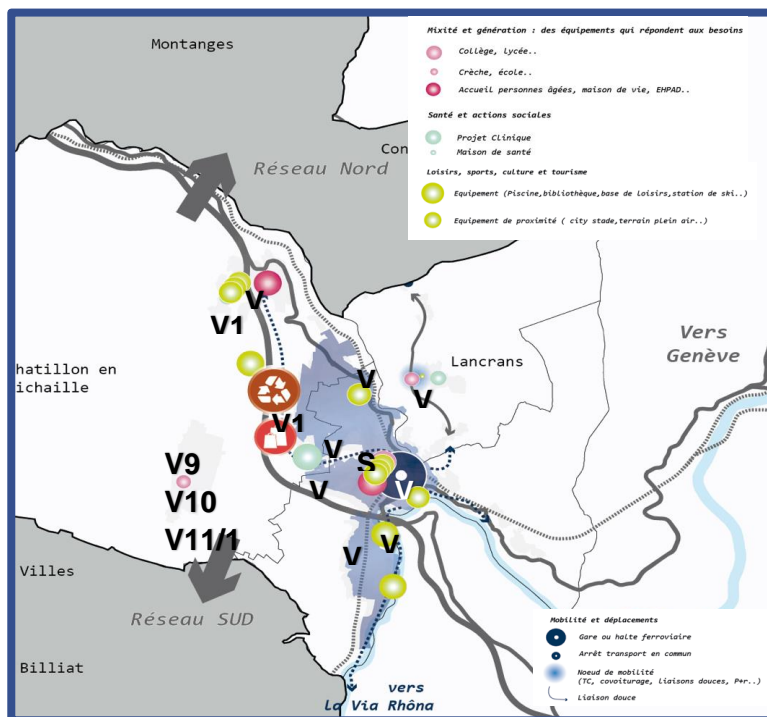 Montanges
Mixité et génération : des équipements qui répondent aux besoins
Collège, lycée..
Crèche, école..
Accueil personnes âgées, maison de vie, EHPAD..
Santé et actions sociales
Projet Clinique
Maison de santé
Loisirs, sports, culture et tourisme
Equipement (Piscine,bibliothèque,base de loisirs,station de ski..)
Equipement de proximité ( city stade,terrain plein air..)
Con
Réseau Nord
V
V1
Vers
Genève
Lancrans
hatillon en
ichaille
V
V
V1
V
S
V
V
V9
V10
V11/1
V
V
Villes
Réseau SUD
Billiat
vers
La Via Rhôna
Mobilité et déplacements
Gare ou halte ferroviaire
Arrêt transport en commun
Noeud de mobilité
(TC, covoiturage, liaisons douces, P+r..)
Liaison douce